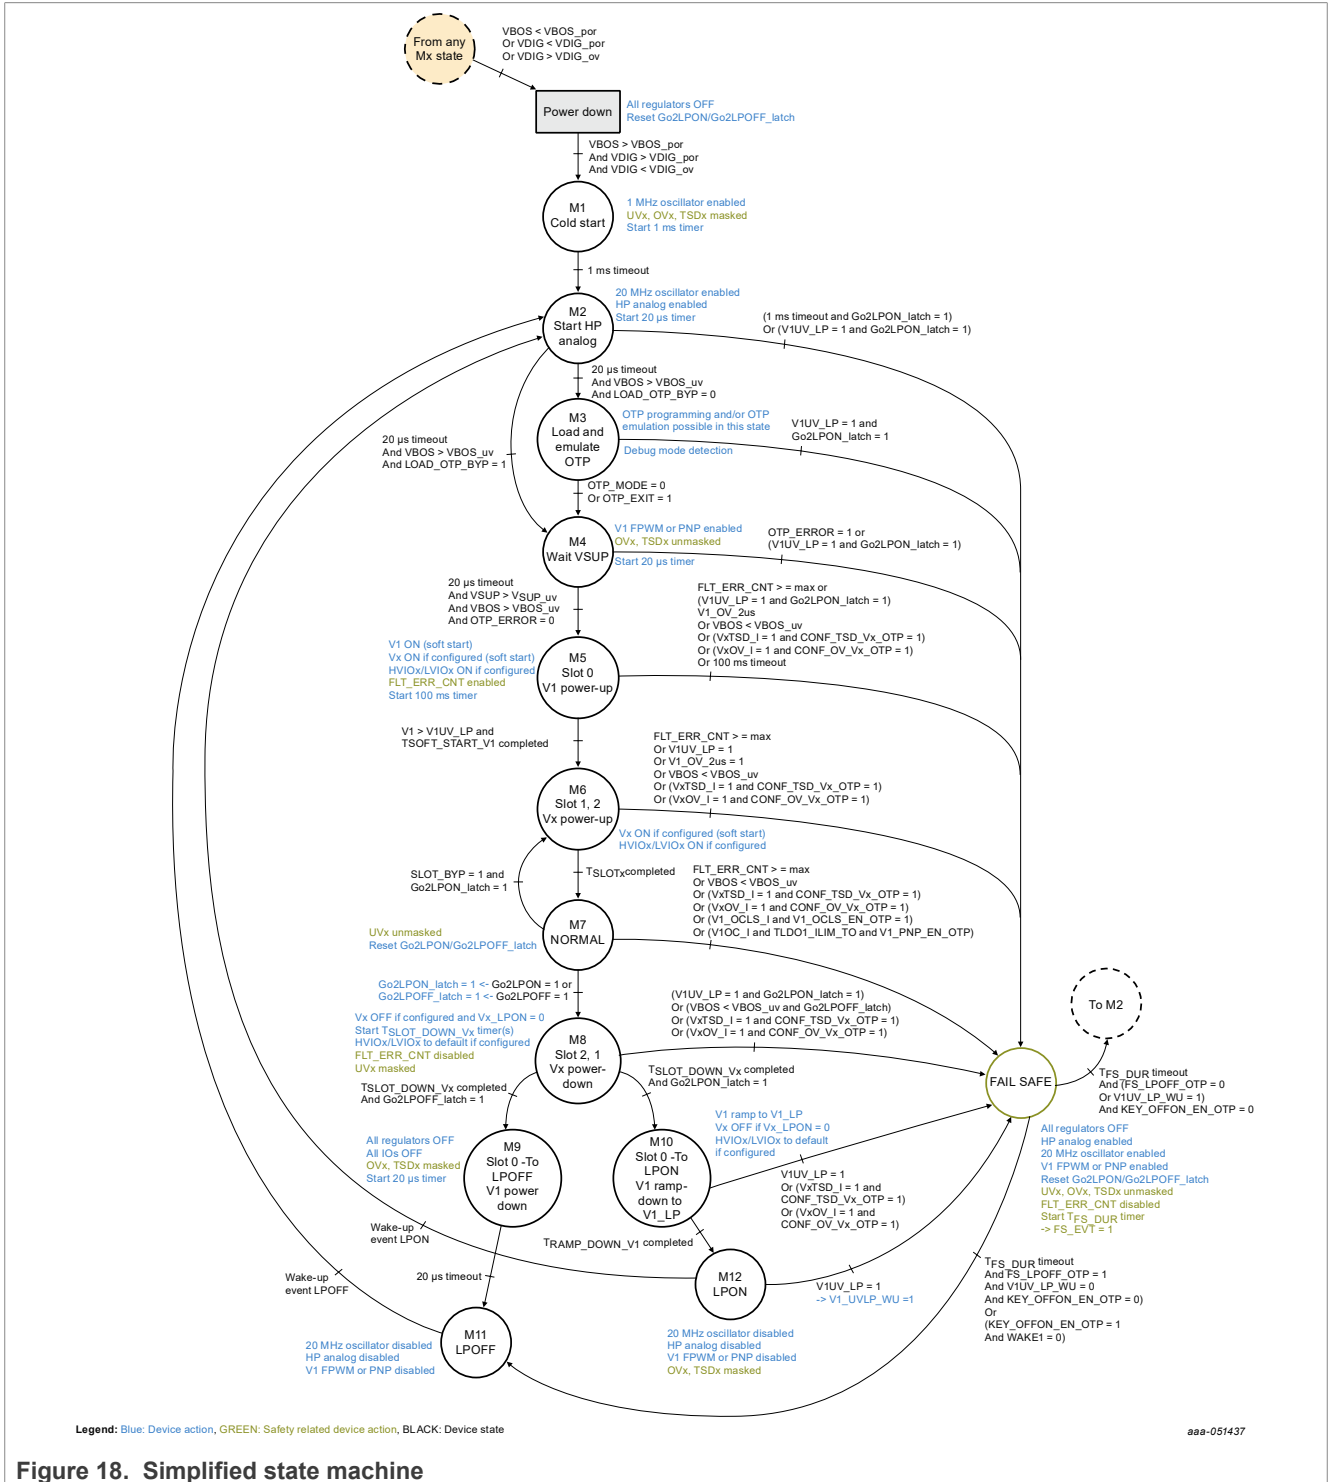 From any
Mx state
VBOS < VBOS_por
Or VDIG < VDIG_por
Or VDIG > VDIG_ov
Power down
All regulators OFF
Reset Go2LPON/Go2LPOFF_latch
VBOS > VBOS_por
And VDIG > VDIG_por
And VDIG < VDIG_ov
M1
Cold start
1 MHz oscillator enabled
UVx, OVx, TSDx masked
Start 1 ms timer
1 ms timeout
M2
Start HP
analog
20 MHz oscillator enabled
HP analog enabled
Start 20 µs timer
(1 ms timeout and Go2LPON_latch = 1)
Or (V1UV_LP = 1 and Go2LPON_latch = 1)
20 µs timeout
And VBOS > VBOS_uv
And LOAD_OTP_BYP = 0
20 µs timeout
And VBOS > VBOS_uv
And LOAD_OTP_BYP = 1
M3
Load and
emulate
OTP
OTP programming and/or OTP
emulation possible in this state
Debug mode detection
V1UV_LP = 1 and
Go2LPON_latch = 1
OTP_MODE = 0
Or OTP_EXIT = 1
M4
Wait VSUP
V1 FPWM or PNP enabled
OVx, TSDx unmasked
Start 20 µs timer
OTP_ERROR = 1 or
(V1UV_LP = 1 and Go2LPON_latch = 1)
20 µs timeout
And VSUP > VSUP_uv
And VBOS > VBOS_uv
And OTP_ERROR = 0
FLT_ERR_CNT > = max or
(V1UV_LP = 1 and Go2LPON_latch = 1)
V1_OV_2us
Or VBOS < VBOS_uv
Or (VxTSD_I = 1 and CONF_TSD_Vx_OTP = 1)
Or (VxOV_I = 1 and CONF_OV_Vx_OTP = 1)
Or 100 ms timeout
V1 ON (soft start)
Vx ON if configured (soft start)
HVIOx/LVIOx ON if configured
FLT_ERR_CNT enabled
Start 100 ms timer
M5
Slot 0
V1 power-up
V1 > V1UV_LP and
TSOFT_START_V1 completed
FLT_ERR_CNT > = max
Or V1UV_LP = 1
Or V1_OV_2us = 1
Or VBOS < VBOS_uv
Or (VxTSD_I = 1 and CONF_TSD_Vx_OTP = 1)
Or (VxOV_I = 1 and CONF_OV_Vx_OTP = 1)
M6
Slot 1, 2
Vx power-up
Vx ON if configured (soft start)
HVIOx/LVIOx ON if configured
SLOT_BYP = 1 and
Go2LPON_latch = 1
TSLOTx completed
FLT_ERR_CNT > = max
Or VBOS < VBOS_uv
Or (VxTSD_I = 1 and CONF_TSD_Vx_OTP = 1)
Or (VxOV_I = 1 and CONF_OV_Vx_OTP = 1)
Or (V1_OCLS_I and V1_OCLS_EN_OTP = 1)
Or (V1OC_I and TLDO1_ILIM_TO and V1_PNP_EN_OTP)
UVx unmasked
Reset Go2LPON/Go2LPOFF_latch
M7
NORMAL
Go2LPON_latch = 1 <- Go2LPON = 1 or
Go2LPOFF_latch = 1 <- Go2LPOFF = 1
To M2
Vx OFF if configured and Vx_LPON = 0
Start TSLOT_DOWN_Vx timer(s)
HVIOx/LVIOx to default if configured
FLT_ERR_CNT disabled
UVx masked
M8
Slot 2, 1
Vx power-
down
(V1UV_LP = 1 and Go2LPON_latch = 1)
Or (VBOS < VBOS_uv and Go2LPOFF_latch)
Or (VxTSD_I = 1 and CONF_TSD_Vx_OTP = 1)
Or (VxOV_I = 1 and CONF_OV_Vx_OTP = 1)
FAIL SAFE
TFS_DUR timeout
And (FS_LPOFF_OTP = 0
Or V1UV_LP_WU = 1)
And KEY_OFFON_EN_OTP = 0
TSLOT_DOWN_Vx completed
And Go2LPOFF_latch = 1
TSLOT_DOWN_Vx completed
And Go2LPON_latch = 1
All regulators OFF
HP analog enabled
20 MHz oscillator enabled
V1 FPWM or PNP enabled
Reset Go2LPON/Go2LPOFF_latch
UVx, OVx, TSDx unmasked
FLT_ERR_CNT disabled
Start TFS_DUR timer
-> FS_EVT = 1
All regulators OFF
All IOs OFF
OVx, TSDx masked
Start 20 µs timer
M9
Slot 0 -To
LPOFF
V1 power
down
M10
Slot 0 -To
LPON
V1 ramp-
down to
V1_LP
V1 ramp to V1_LP
Vx OFF if Vx_LPON = 0
HVIOx/LVIOx to default
if configured
V1UV_LP = 1
Or (VxTSD_I = 1 and
CONF_TSD_Vx_OTP = 1)
Or (VxOV_I = 1 and
CONF_OV_Vx_OTP = 1)
Wake-up
event LPON
TRAMP_DOWN_V1 completed
Wake-up
event LPOFF
20 µs timeout
M12
LPON
V1UV_LP = 1
-> V1_UVLP_WU =1
TFS_DUR timeout
And FS_LPOFF_OTP = 1
And V1UV_LP_WU = 0
And KEY_OFFON_EN_OTP = 0)
Or
(KEY_OFFON_EN_OTP = 1
And WAKE1 = 0)
20 MHz oscillator disabled
HP analog disabled
V1 FPWM or PNP disabled
M11
LPOFF
20 MHz oscillator disabled
HP analog disabled
V1 FPWM or PNP disabled
OVx, TSDx masked
Legend: Blue: Device action, GREEN: Safety related device action, BLACK: Device state
aaa-051437
Figure 18. Simplified state machine